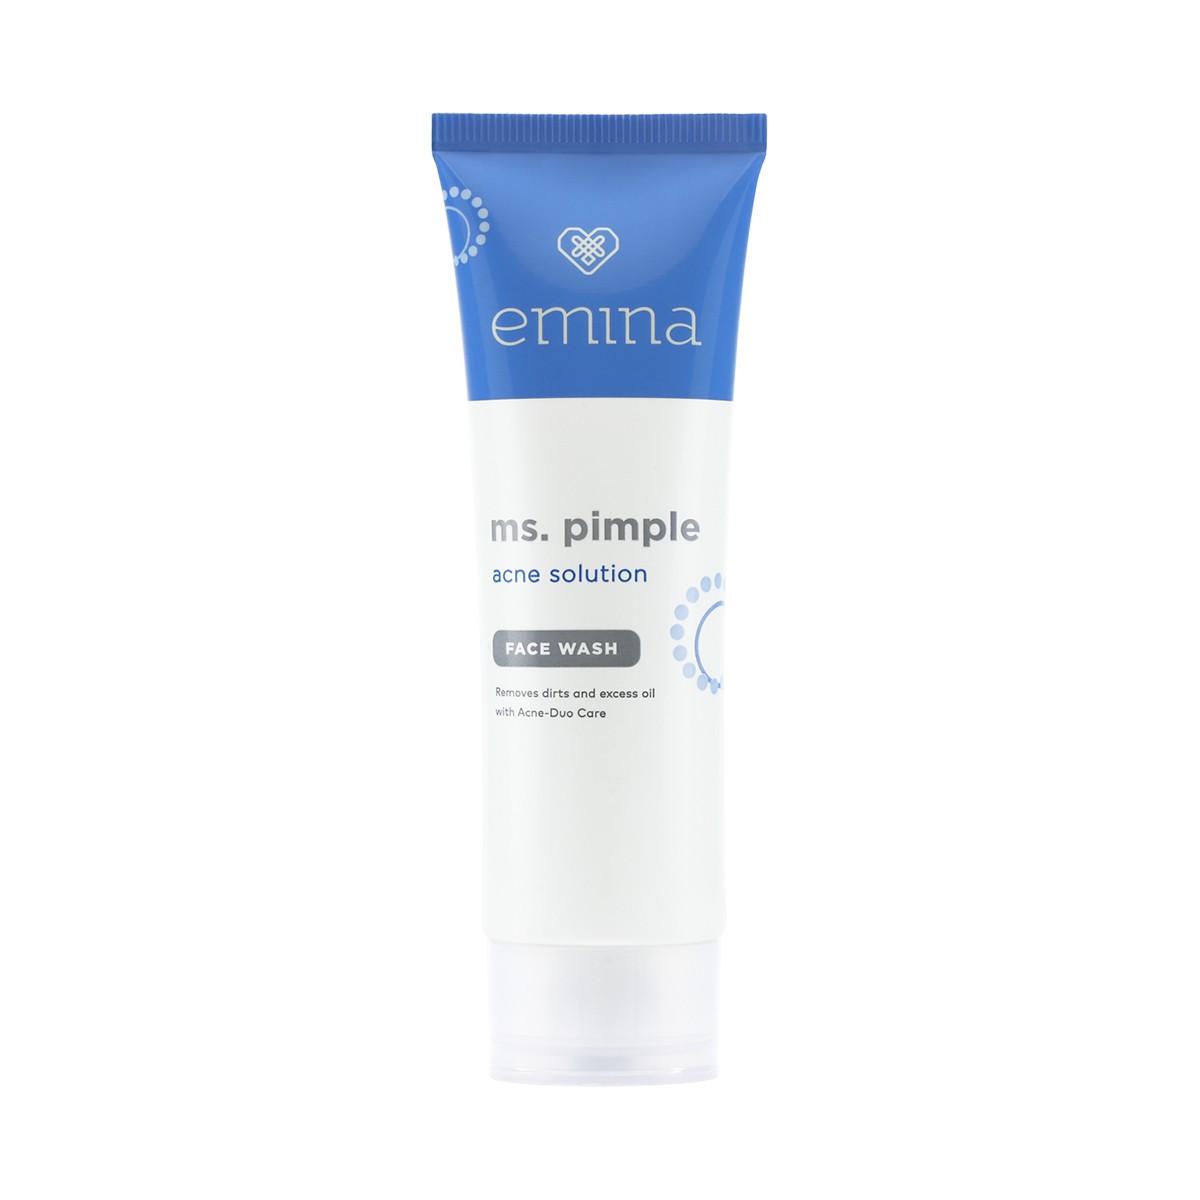 emina
ms. pimple
acne solution
FACE WASH
Removes dirts and excess oil
with Acne-Duo Care